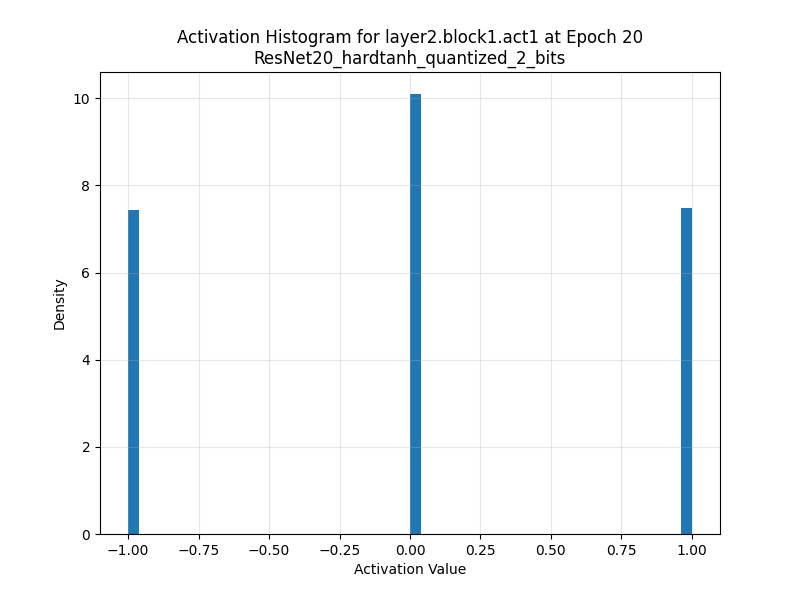 Activation Histogram for layer2.block1.act1 at Epoch 20
ResNet20_hardtanh_quantized_2_bits
10
8
6
4
2
0
Density
−1.00 −0.75 −0.50 −0.25 0.00 0.25 0.50 0.75 1.00
Activation Value